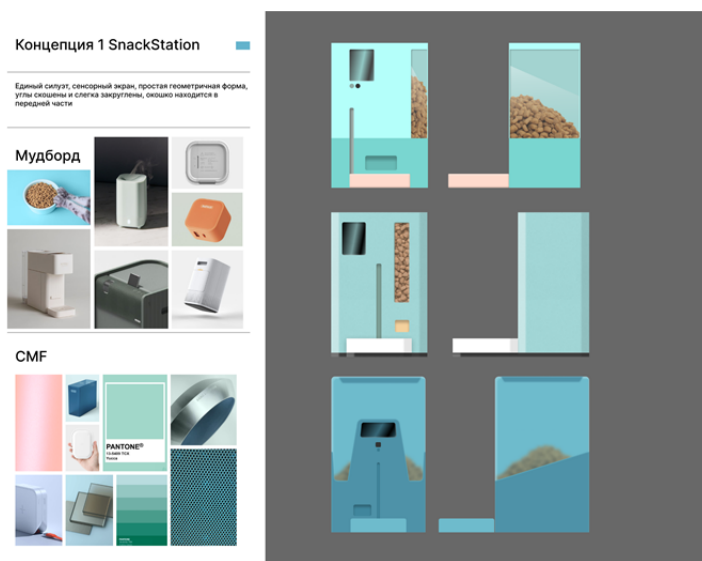 Концепция 1 SnackStation
Единый силуэт, сенсорный экран, простая геометричная форма,
углы скошены и слегка закруглены, окошко находится в
передней части
Мудборд
CMF
PANTONE®